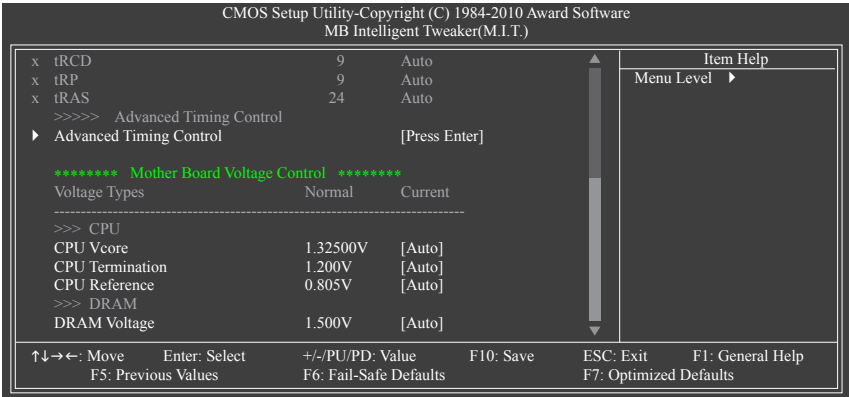 CMOS Setup Utility-Copyright (C) 1984-2010 Award Software
MB Intelligent Tweaker(M.I.T.)
x tRCD 9 Auto
x tRP 9 Auto
x tRAS 24 Auto
>>>>> Advanced Timing Control
Advanced Timing Control [Press Enter]
******** Mother Board Voltage Control ********
Voltage Types Normal Current
-----------------------------------------------------------------------------
>>> CPU
CPU Vcore 1.32500V [Auto]
CPU Termination 1.200V [Auto]
CPU Reference 0.805V [Auto]
>>> DRAM
DRAM Voltage 1.500V [Auto]
Item Help
Menu Level
↑↓→←: Move Enter: Select +/-/PU/PD: Value F10: Save ESC: Exit F1: General Help
F5: Previous Values F6: Fail-Safe Defaults F7: Optimized Defaults